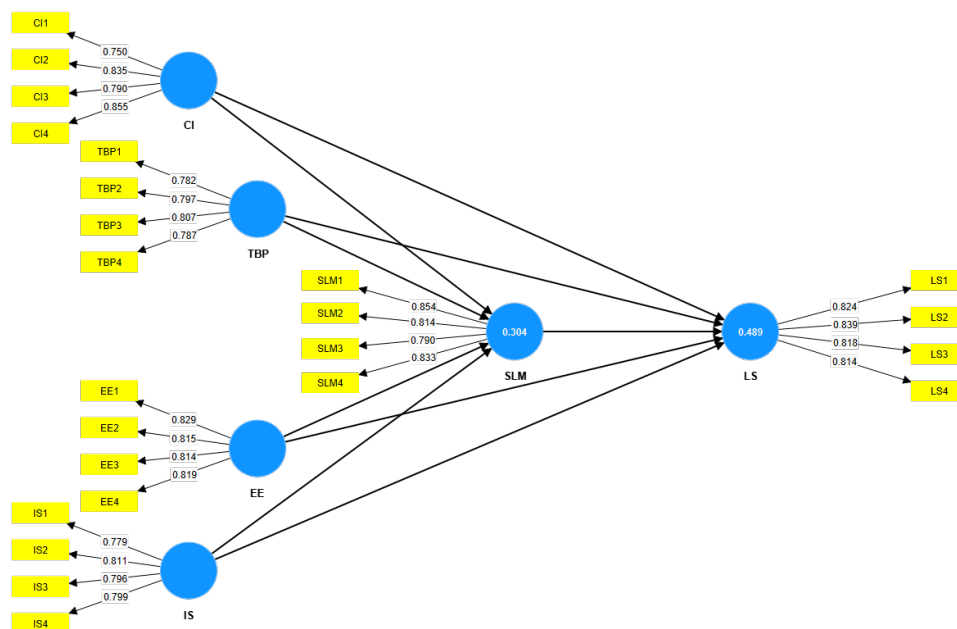 CI1
0.750
CI2
0.835
CI3
0.790
CI4
0.855
CI
TBP1
0.782
TBP2
0.797
TBP3
0.807
TBP4
0.787
TBP
SLM1
0.854
SLM2
0.814
SLM3
0.790
SLM4
0.833
0.304
SLM
0.489
LS
LS1
0.824
LS2
0.839
LS3
0.818
LS4
0.814
EE1
0.829
EE2
0.815
EE3
0.814
EE4
0.819
EE
IS1
0.779
IS2
0.811
IS3
0.796
IS4
0.799
IS